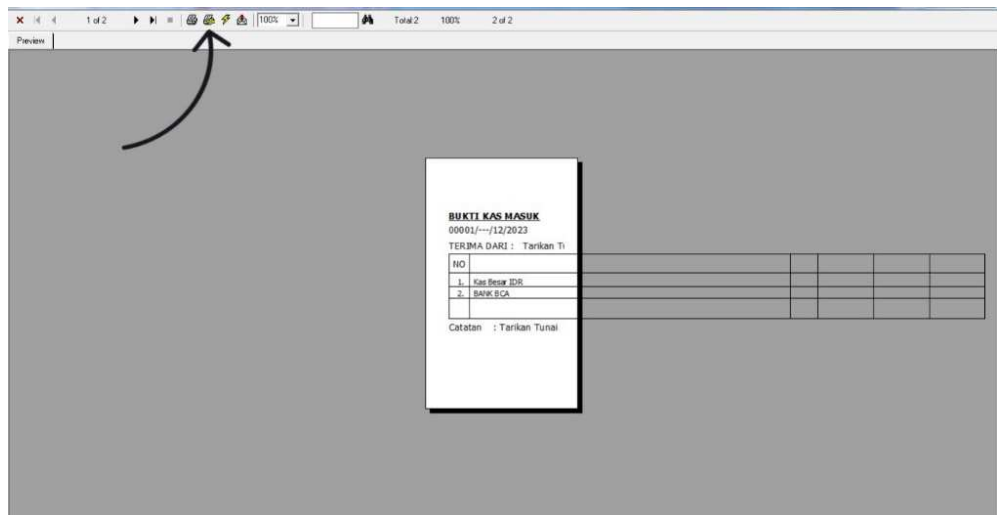 1 of 2 100% Total:2 100% 2 of 2
Preview
BUKTI KAS MASUK
00001/---/12/2023
TERIMA DARI : Tarikan Tu
NO
1. Kas Besar IDR
2. BANK BCA
Catatan : Tarikan Tunai